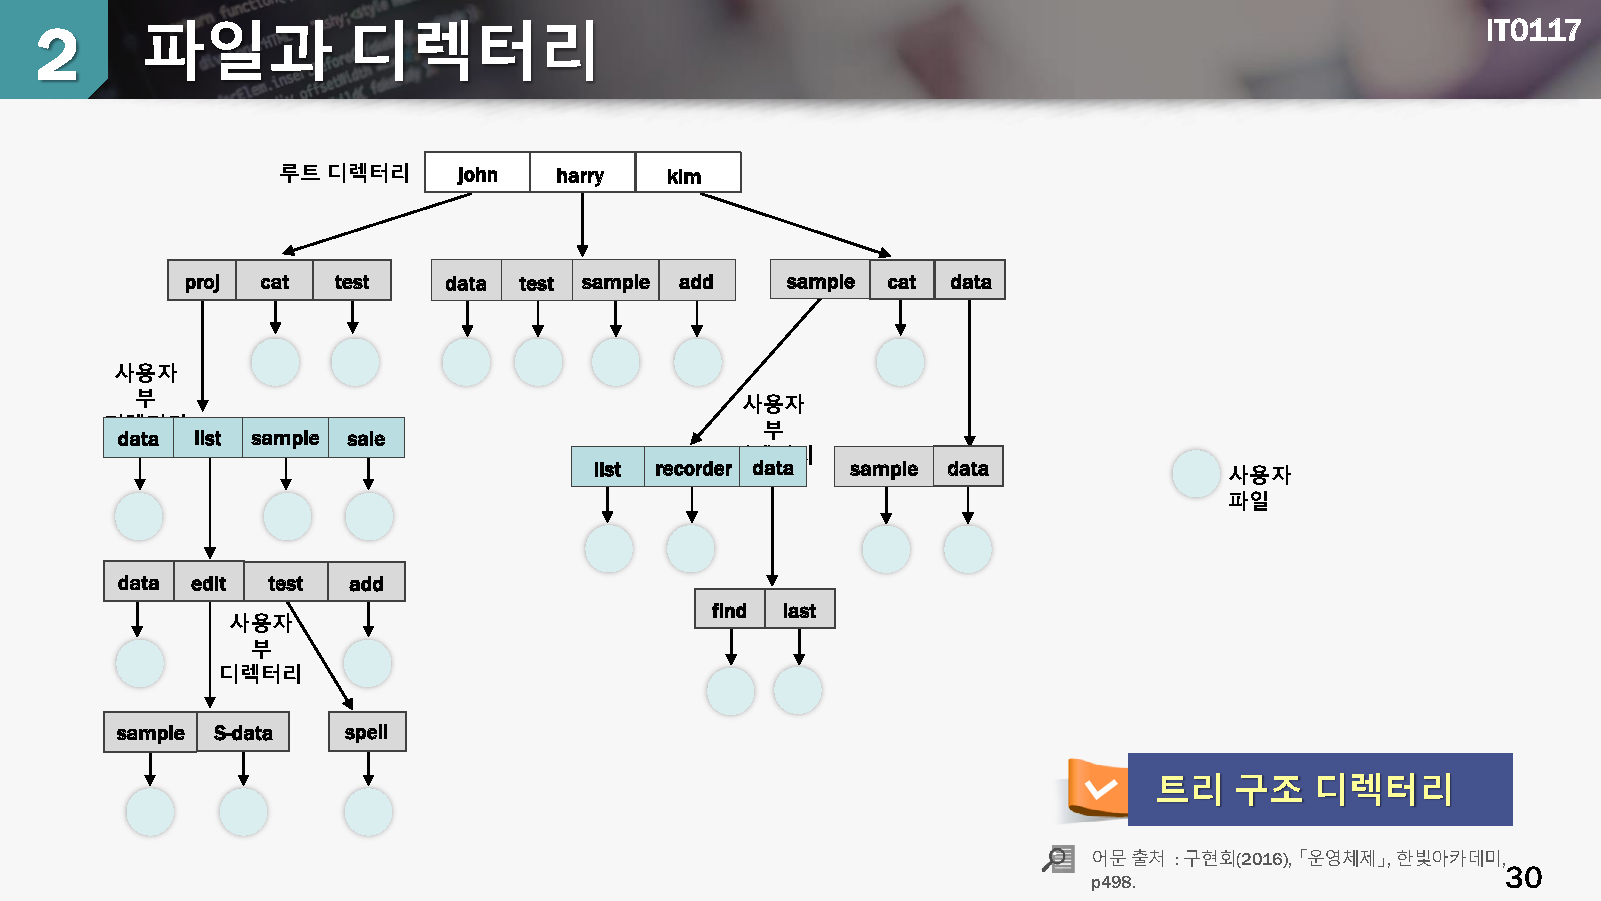 2
파일과 디렉터리
IT0117
루트 디렉터리
john harry kim
proj cat test
data test sample add
sample cat data
사용자
부
data list sample sale
사용자
부
list recorder data
sample data
사용자
파일
data edit test add
사용자
부
디렉터리
find last
sample S-data
spell
트리 구조 디렉터리
어문 출처 : 구현회(2016), 「운영체제」, 한빛아카데미,
p498.
30